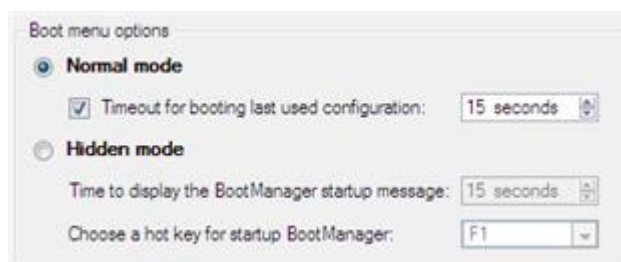 Boot menu options
Normal mode
Timeout for booting last used configuration: 15 seconds
Hidden mode
Time to display the BootManager startup message: 15 seconds
Choose a hot key for startup BootManager: F1